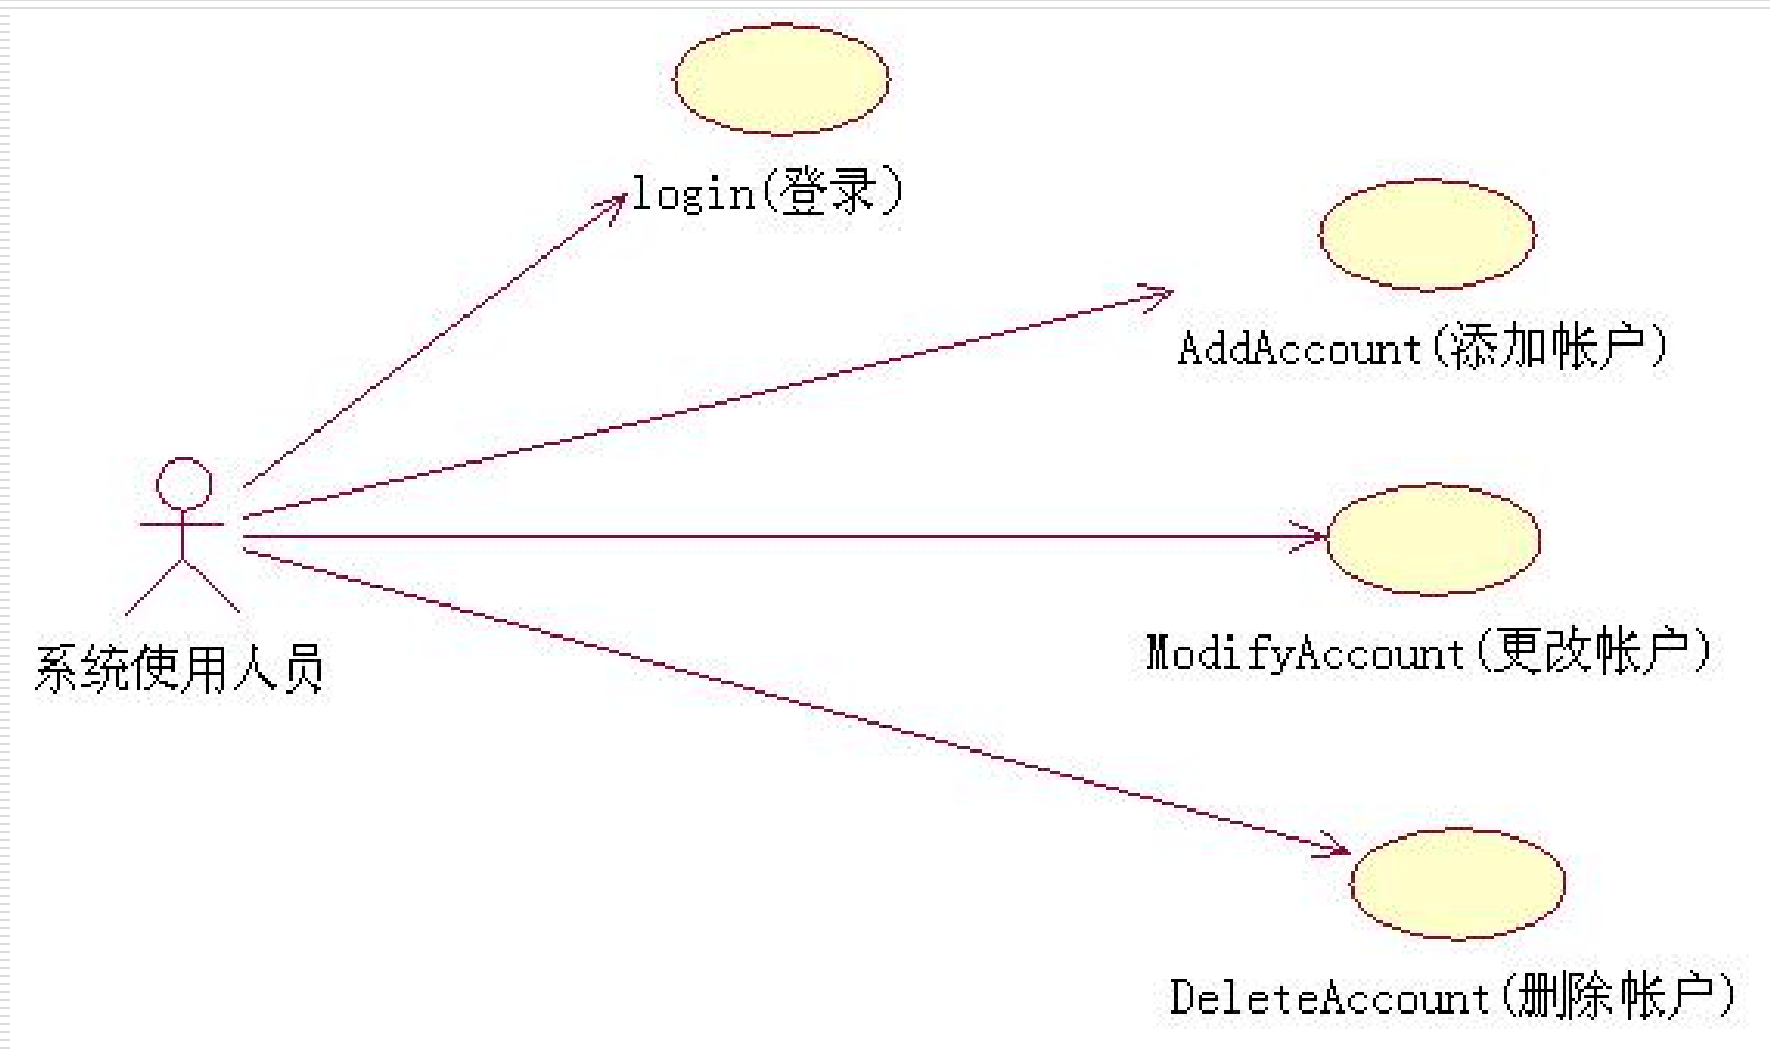 login(登录)
AddAccount(添加帐户)
系统使用人员
ModifyAccount(更改帐户)
DeleteAccount(删除帐户)